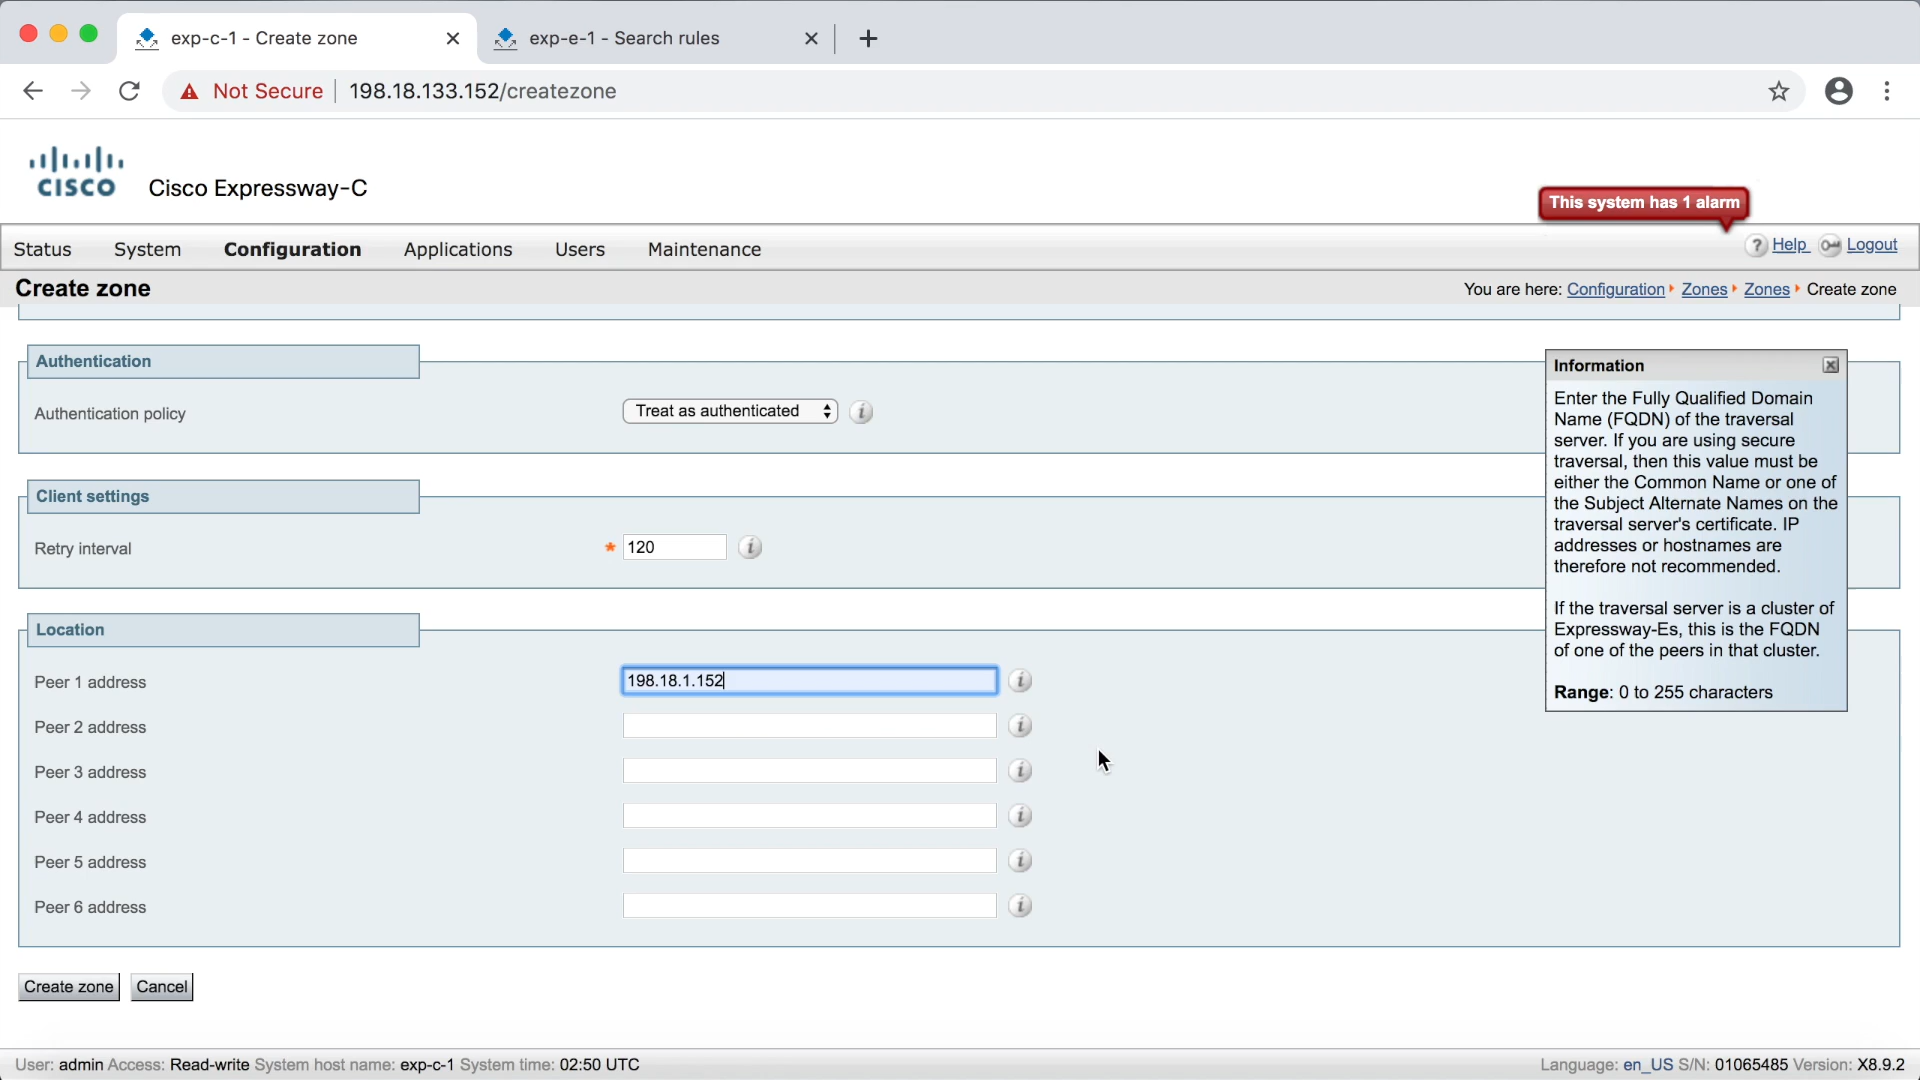 exp-c-1 - Create zone
exp-e-1 - Search rules
Not Secure
198.18.133.152/createzone
CISCO
Cisco Expressway-C
This system has 1 alarm
Status
System
Configuration
Applications
Users
Maintenance
Help
Logout
Create zone
You are here: Configuration Zones Zones Create zone
Authentication
Authentication policy
Treat as authenticated
Client settings
Retry interval
* 120
Location
Peer 1 address
198.18.1.152
Peer 2 address
Peer 3 address
Peer 4 address
Peer 5 address
Peer 6 address
Information
Enter the Fully Qualified Domain
Name (FQDN) of the traversal
server. If you are using secure
traversal, then this value must be
either the Common Name or one of
the Subject Alternate Names on the
traversal server's certificate. IP
addresses or hostnames are
therefore not recommended.
If the traversal server is a cluster of
Expressway-Es, this is the FQDN
of one of the peers in that cluster.
Range: 0 to 255 characters
Create zone
Cancel
User: admin Access: Read-write System host name: exp-c-1 System time: 02:50 UTC
Language: en_US S/N: 01065485 Version: X8.9.2